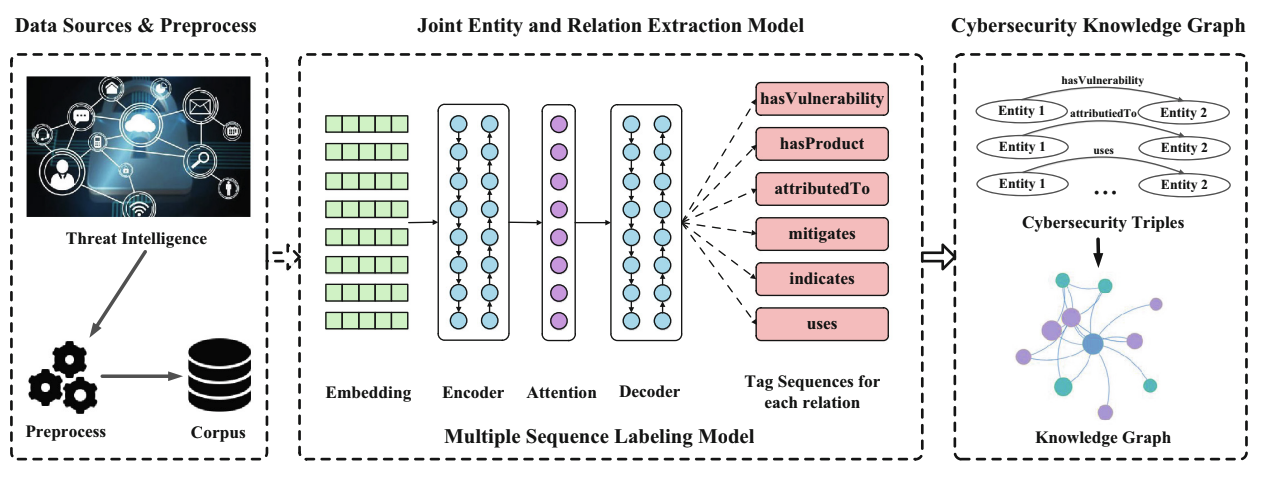 Data Sources & Preprocess
Threat Intelligence
Preprocess
Corpus
Joint Entity and Relation Extraction Model
hasVulnerability
hasProduct
attributedTo
mitigates
indicates
uses
Embedding
Encoder
Attention
Decoder
Tag Sequences for
each relation
Multiple Sequence Labeling Model
Cybersecurity Knowledge Graph
hasVulnerability
Entity 1
Entity 2
attributiedTo
Entity 1
Entity 2
uses
Entity 1
...
Entity 2
Cybersecurity Triples
Knowledge Graph